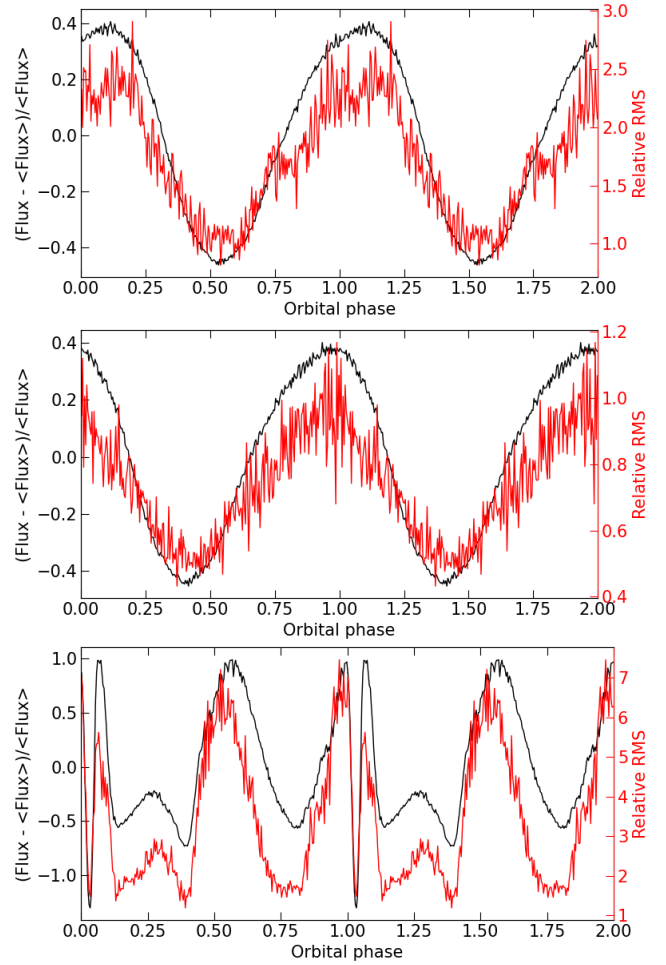 0.4
0.2
0.0
−0.2
−0.4
(Flux - <Flux>)/<Flux>
3.0
2.5
2.0
1.5
1.0
Relative RMS
0.00 0.25 0.50 0.75 1.00 1.25 1.50 1.75 2.00
Orbital phase
0.4
0.2
0.0
−0.2
−0.4
(Flux - <Flux>)/<Flux>
1.2
1.0
0.8
0.6
0.4
Relative RMS
0.00 0.25 0.50 0.75 1.00 1.25 1.50 1.75 2.00
Orbital phase
1.0
0.5
0.0
−0.5
−1.0
(Flux - <Flux>)/<Flux>
7
6
5
4
3
2
1
Relative RMS
0.00 0.25 0.50 0.75 1.00 1.25 1.50 1.75 2.00
Orbital phase